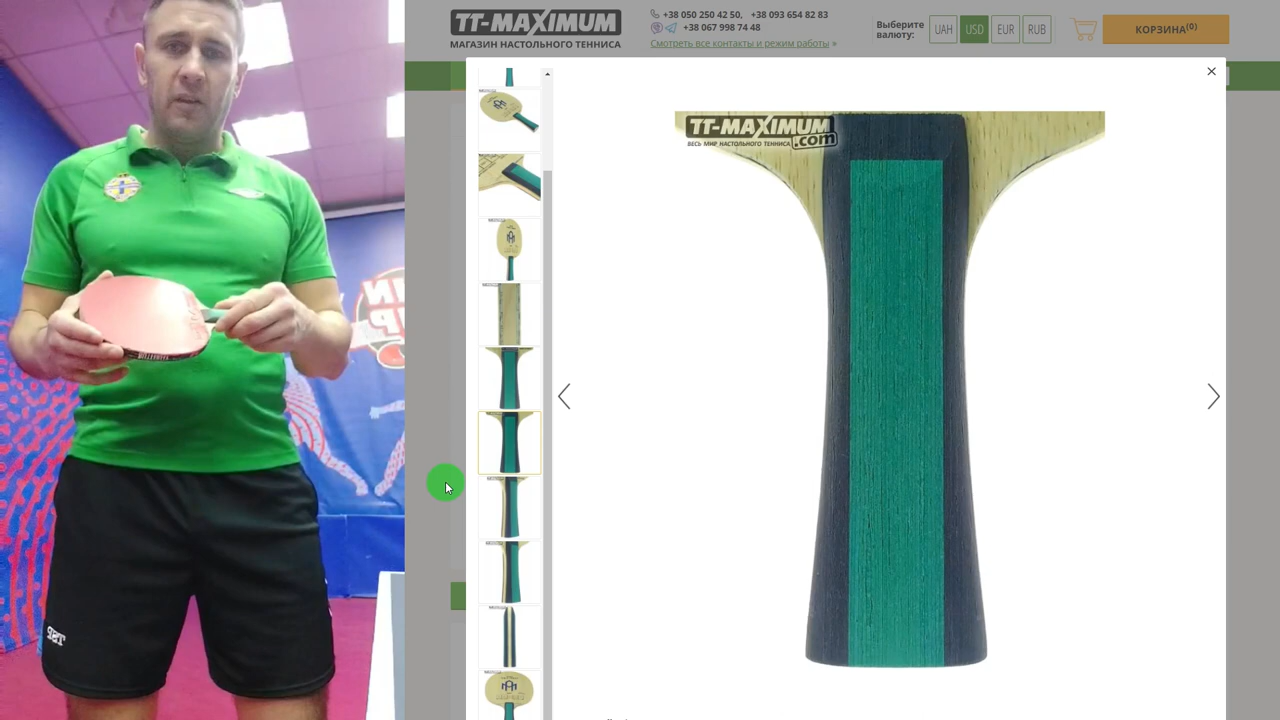 TT-MAXIMUM
МАГАЗИН НАСТОЛЬНОГО ТЕННИСА
+38 050 250 42 50, +38 093 654 82 83
+38 067 998 74 48
Смотреть все контакты и режим работы »
Выберите
валюту:
UAH
USD
EUR
RUB
КОРЗИНА(0)
TT-MAXIMUM
.com
ВЕСЬ МИР НАСТОЛЬНОГО ТЕННИСА